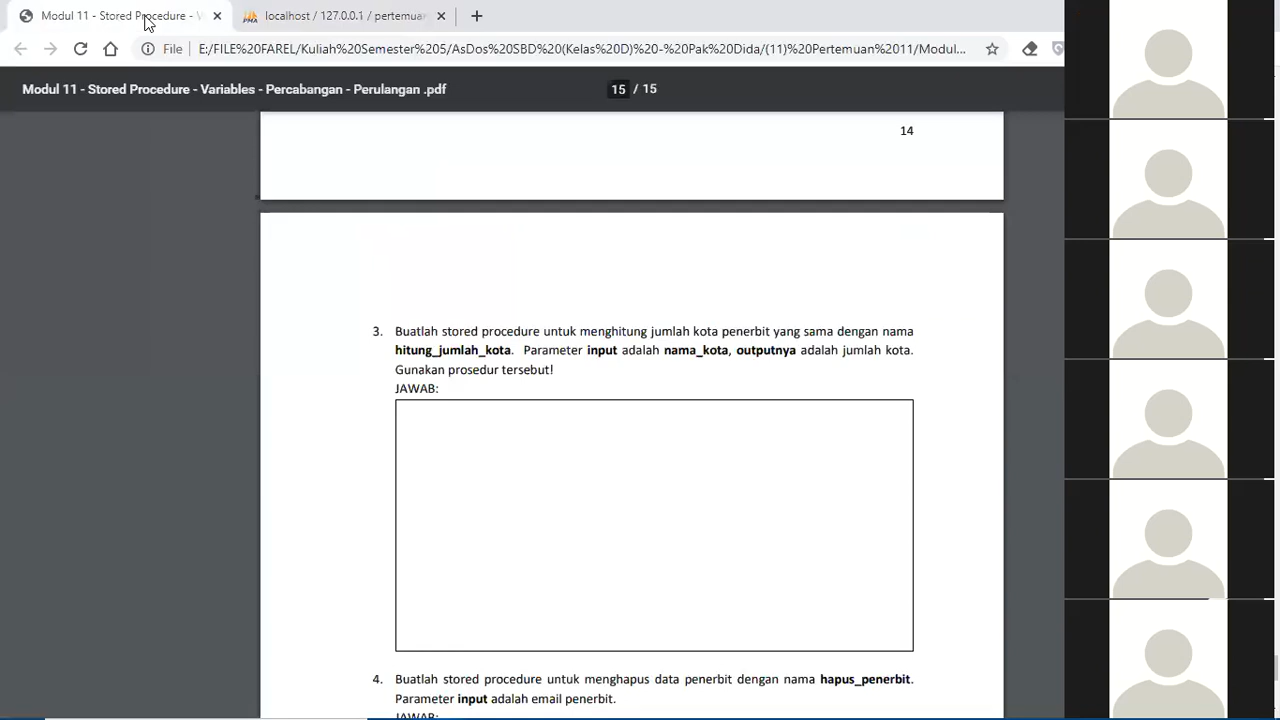 Modul 11 - Stored Procedure - V
localhost / 127.0.0.1 / pertemua
File
E:/FILE%20FAREL/Kuliah%20Semester%205/AsDos%20SBD%20(Kelas%20D)%20-%20Pak%20Dida/(11)%20Pertemuan%2011/Modul...
Modul 11 - Stored Procedure - Variables - Percabangan - Perulangan .pdf
15 / 15
14
3. Buatlah stored procedure untuk menghitung jumlah kota penerbit yang sama dengan nama
hitung_jumlah_kota. Parameter input adalah nama_kota, outputnya adalah jumlah kota.
Gunakan prosedur tersebut!
JAWAB:
4. Buatlah stored procedure untuk menghapus data penerbit dengan nama hapus_penerbit.
Parameter input adalah email penerbit.
JAWAB: